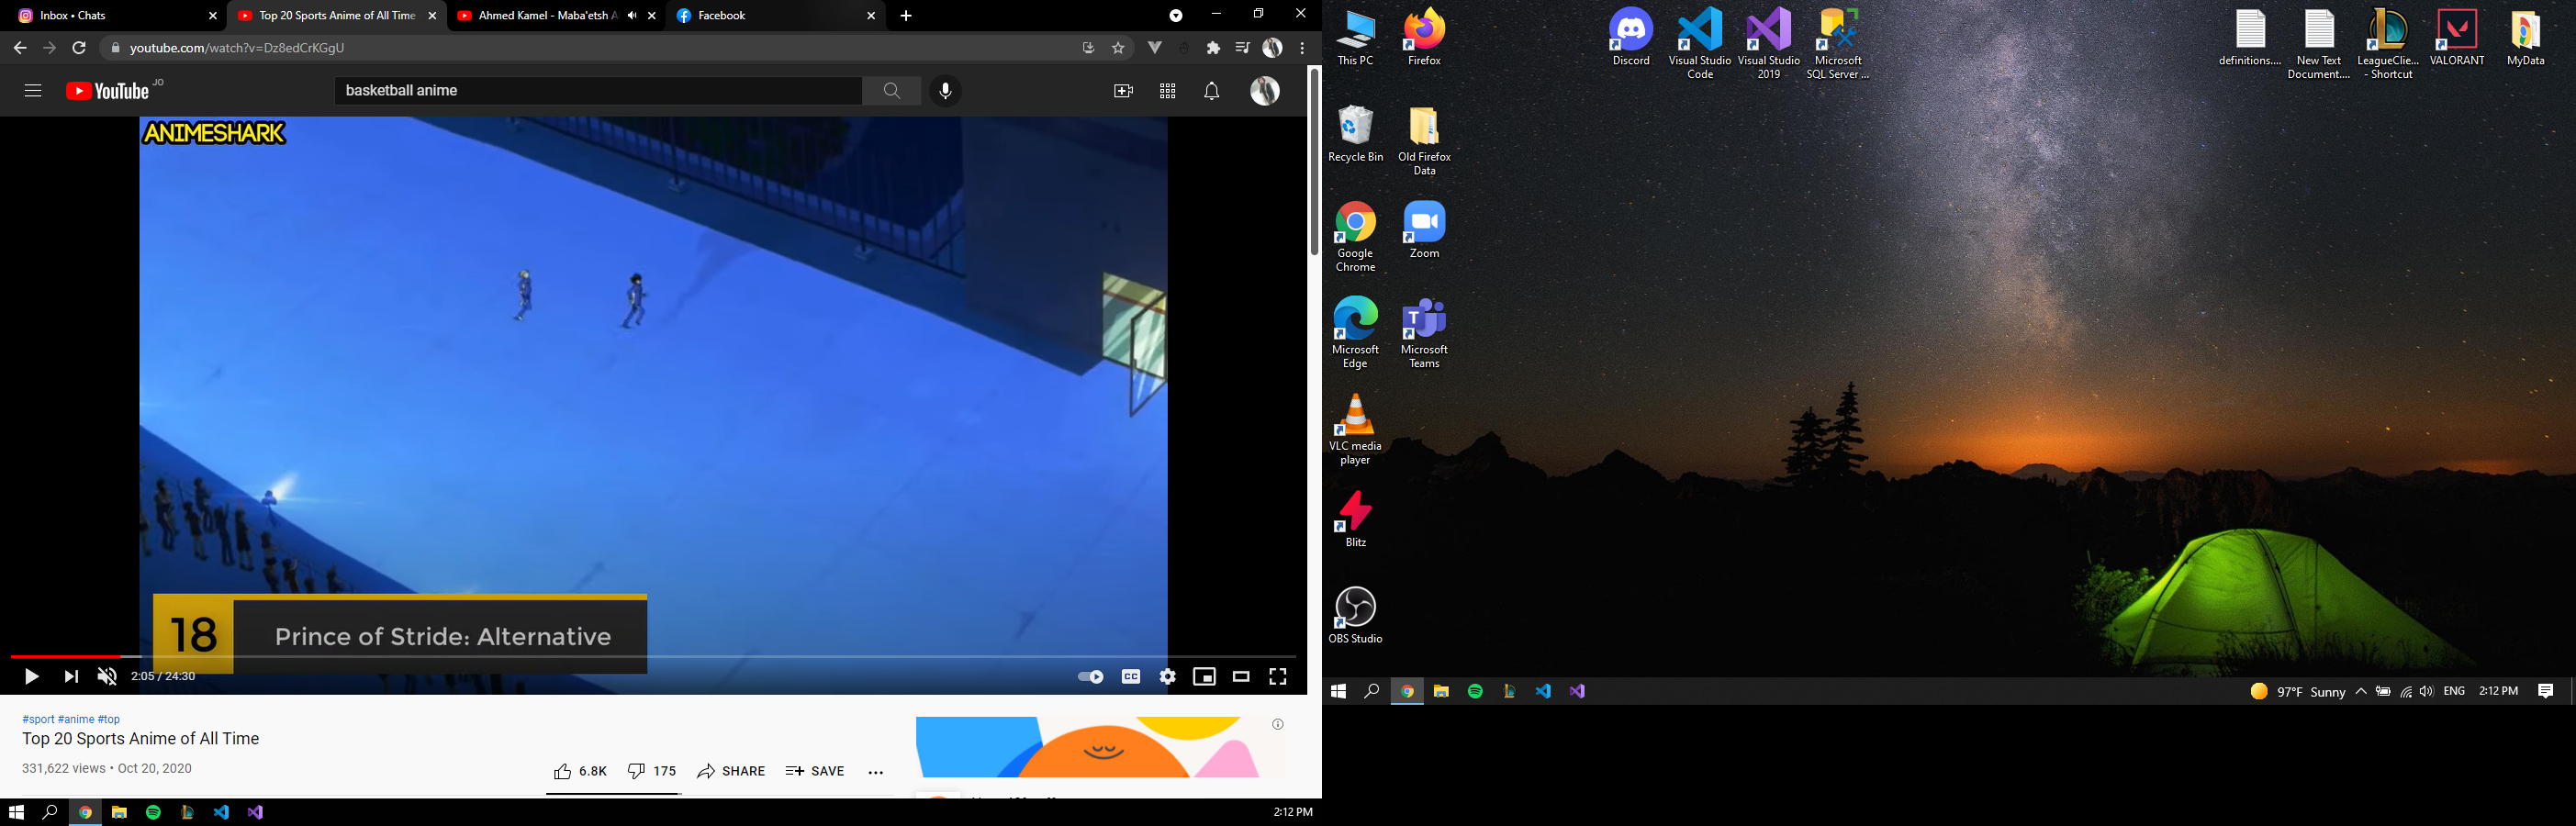 Inbox • Chats
Top 20 Sports Anime of All Time
Ahmed Kamel - Maba'etsh A
Facebook
youtube.com/watch?v=Dz8edCrKGgU
YouTube JO
basketball anime
ANIMESHARK
18
Prince of Stride: Alternative
2:05 / 24:30
CC
#sport #anime #top
Top 20 Sports Anime of All Time
331,622 views • Oct 20, 2020
6.8K
175
SHARE
SAVE
2:12 PM
This PC
Firefox
Discord
Visual Studio
Code
Visual Studio
2019
Microsoft
SQL Server ...
definitions....
New Text
Document....
LeagueClie...
- Shortcut
VALORANT
MyData
Recycle Bin
Old Firefox
Data
Google
Chrome
Zoom
Microsoft
Edge
Microsoft
Teams
VLC media
player
Blitz
OBS Studio
97°F Sunny
ENG
2:12 PM